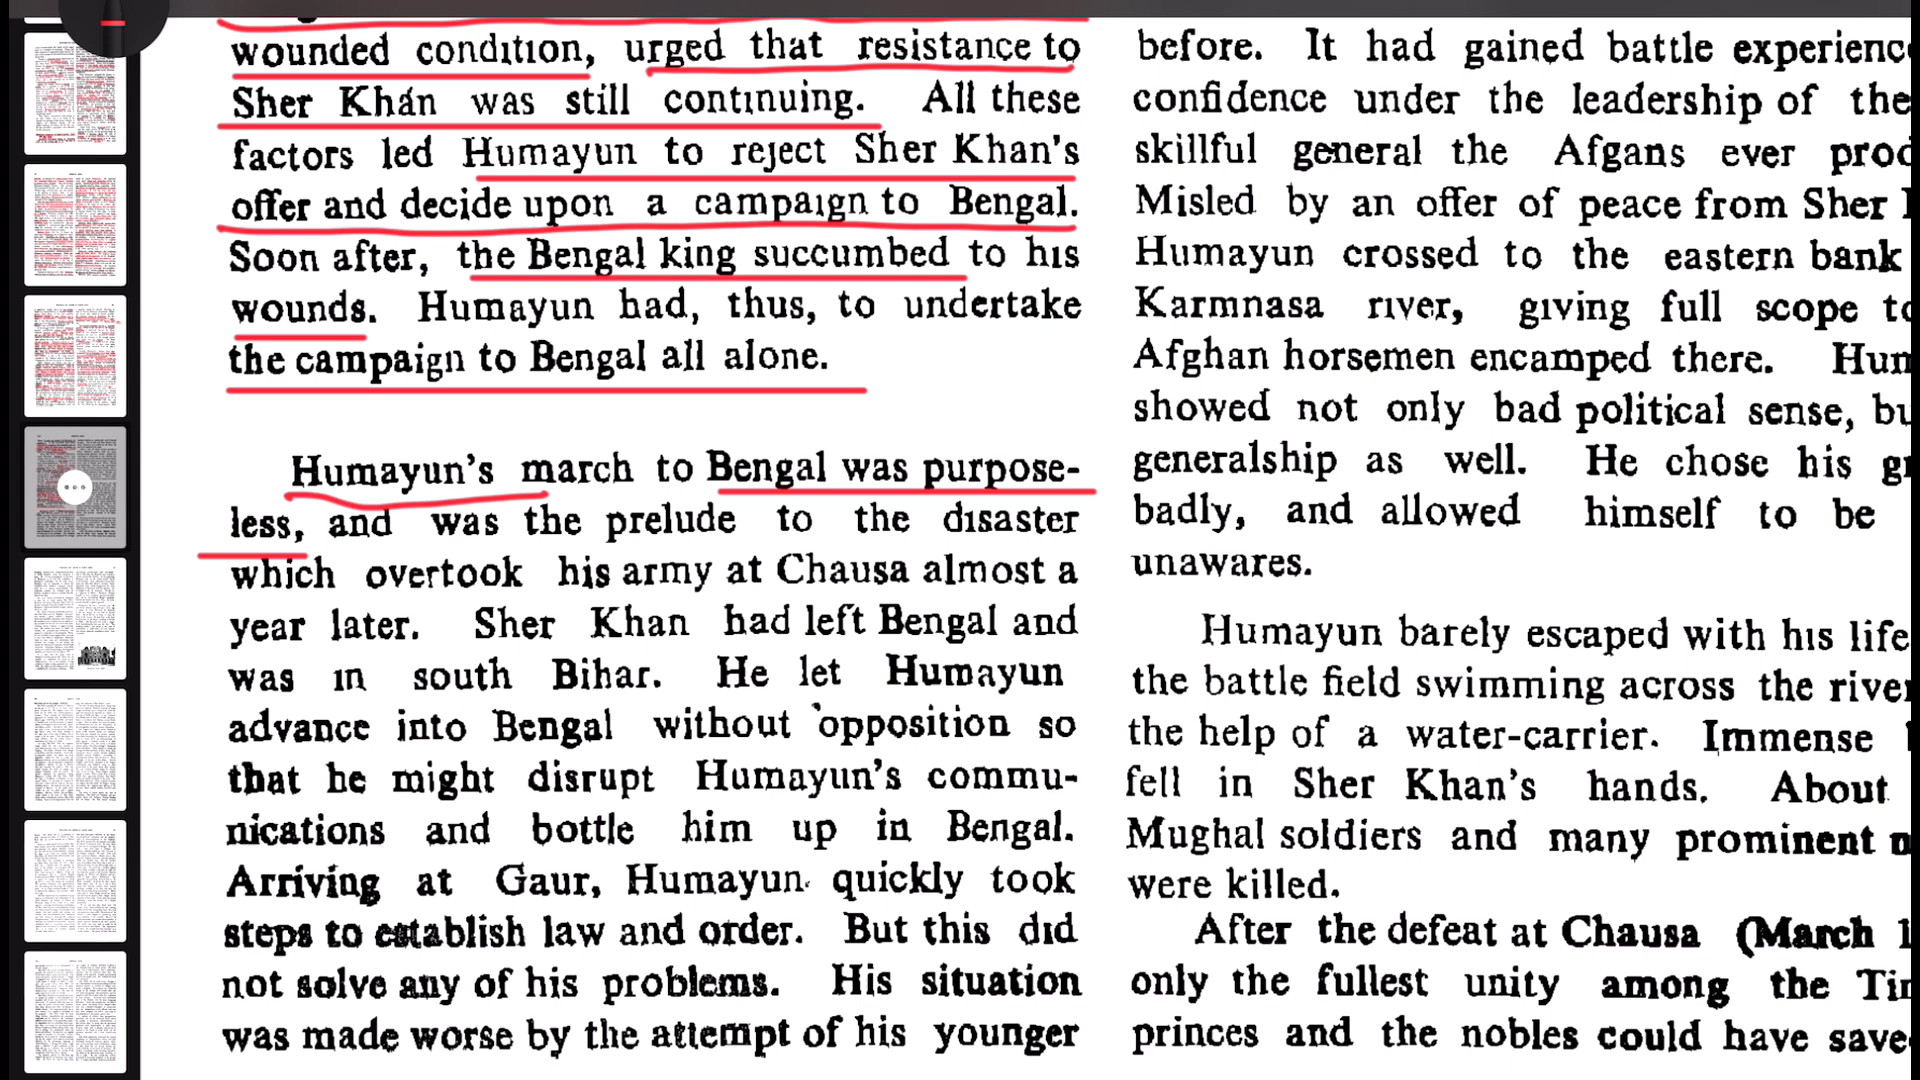 wounded condition, urged that resistance to
Sher Khan was still continuing. All these
factors led Humayun to reject Sher Khan's
offer and decide upon a campaign to Bengal.
Soon after, the Bengal king succumbed to his
wounds. Humayun had, thus, to undertake
the campaign to Bengal all alone.
Humayun's march to Bengal was purpose-
less, and was the prelude to the disaster
which overtook his army at Chausa almost a
year later. Sher Khan had left Bengal and
was in south Bihar. He let Humayun
advance into Bengal without opposition so
that he might disrupt Humayun's commu-
nications and bottle him up in Bengal.
Arriving at Gaur, Humayun quickly took
steps to establish law and order. But this did
not solve any of his problems. His situation
was made worse by the attempt of his younger
before. It had gained battle
confidence under the leadership of the
skillful general the Afgans ever
Misled by an offer of peace from Sher
Humayun crossed to the eastern bank
Karmnasa river, giving full scope
Afghan horsemen encamped there.
showed not only bad political sense,
generalship as well. He chose his
badly, and allowed himself to be
unawares.
Humayun barely escaped with his life
the battle field swimming across the
the help of a water-carrier. Immense
fell in Sher Khan's hands. About
Mughal soldiers and many prominent
were killed.
After the defeat at Chausa (March
only the fullest unity among the
princes and the nobles could have